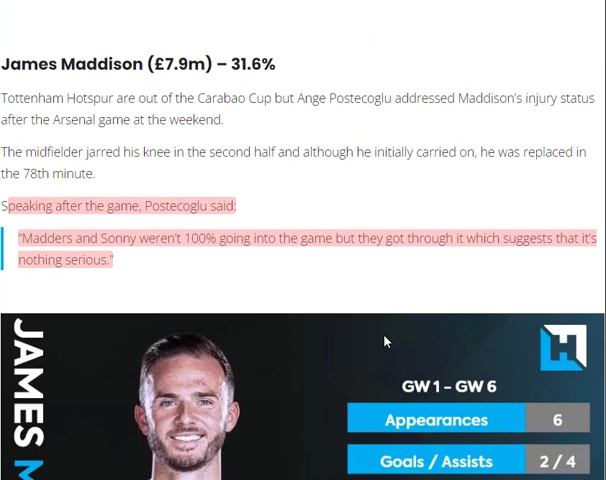 James Maddison (£7.9m) – 31.6%
Tottenham Hotspur are out of the Carabao Cup but Ange Postecoglu addressed Maddison’s injury status
after the Arsenal game at the weekend.
The midfielder jarred his knee in the second half and although he initially carried on, he was replaced in
the 78th minute.
Speaking after the game, Postecoglu said:
“Madders and Sonny weren’t 100% going into the game but they got through it which suggests that it’s
nothing serious.”
JAMES M
H
GW 1 - GW 6
Appearances 6
Goals / Assists 2 / 4